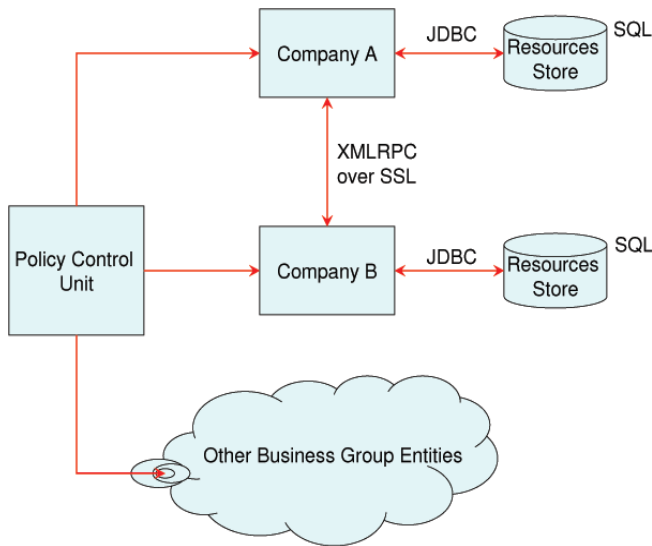 Company A
JDBC
Resources
Store
SQL
XMLRPC
over SSL
Policy Control
Unit
Company B
JDBC
Resources
Store
SQL
Other Business Group Entities